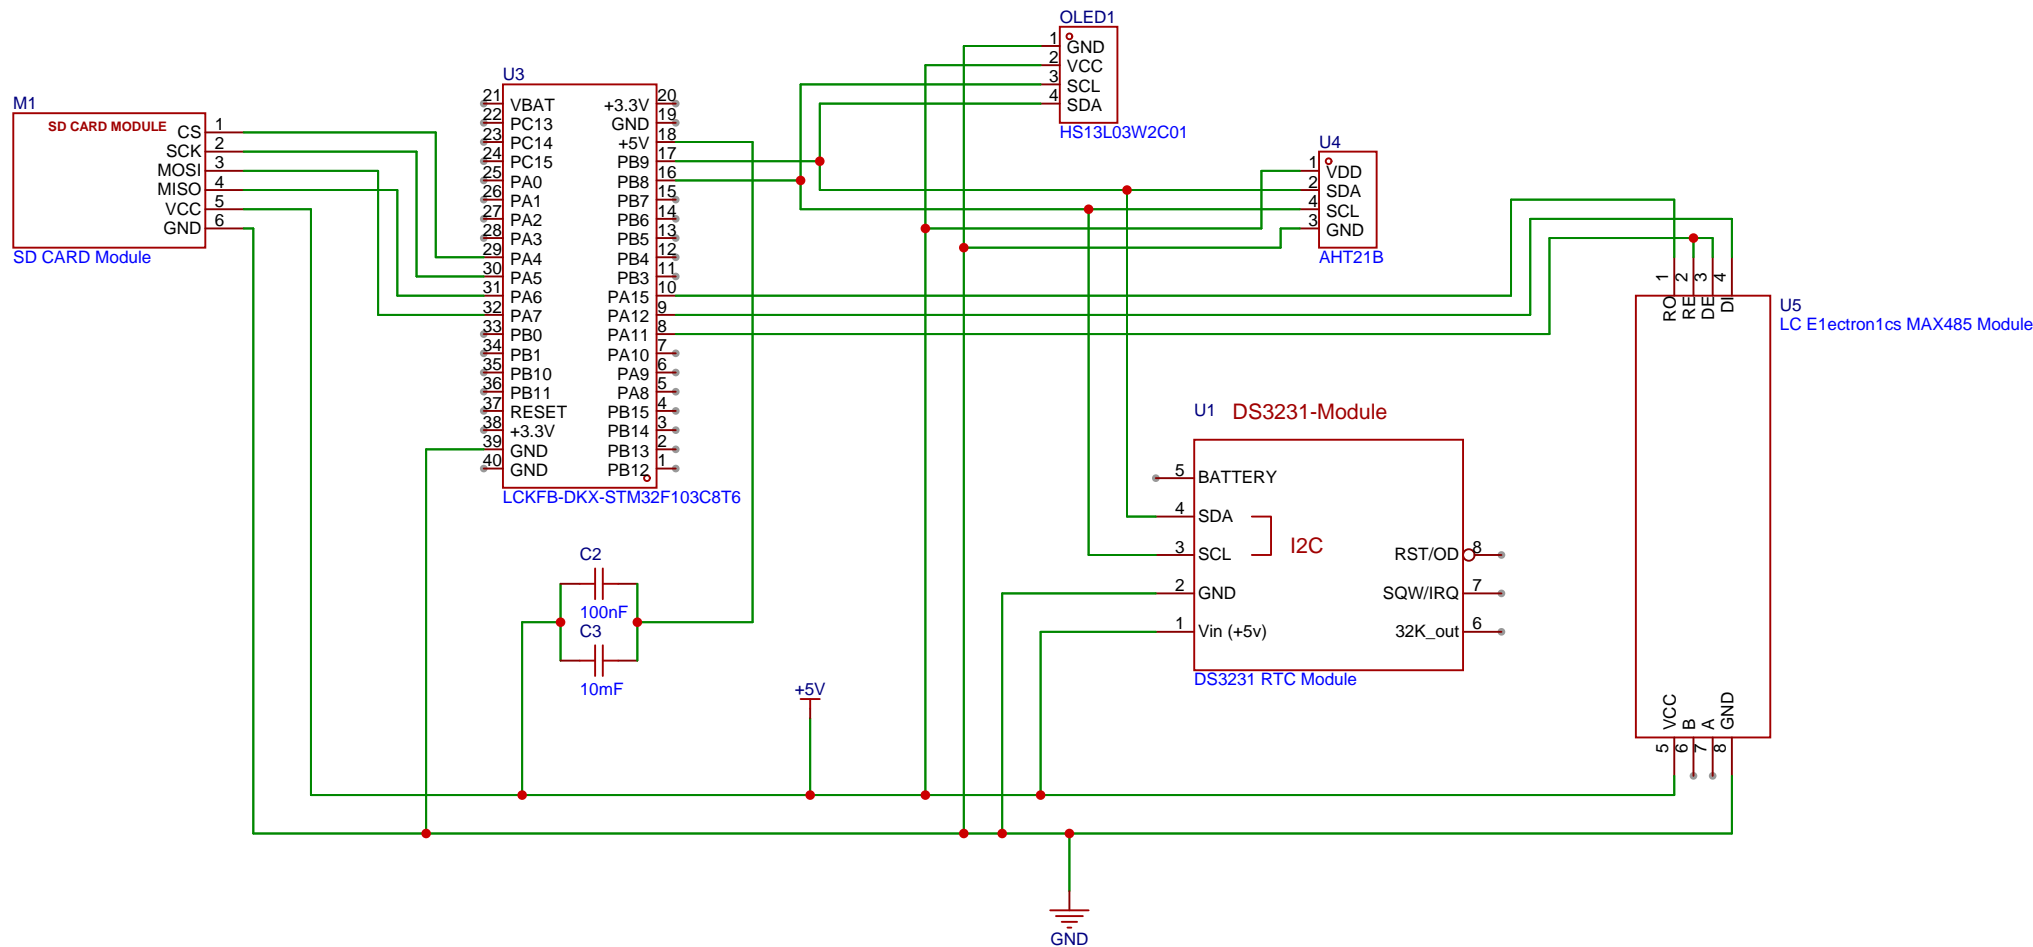 OLED1
1 GND
2 VCC
3 SCL
4 SDA
HS13L03W2C01
M1
SD CARD MODULE
CS 1
SCK 2
MOSI 3
MISO 4
VCC 5
GND 6
SD CARD Module
U3
21 VBAT +3.3V 20
22 PC13 GND 19
23 PC14 +5V 18
24 PC15 PB9 17
25 PA0 PB8 16
26 PA1 PB7 15
27 PA2 PB6 14
28 PA3 PB5 13
29 PA4 PB4 12
30 PA5 PB3 11
31 PA6 PA15 10
32 PA7 PA12 9
33 PB0 PA11 8
34 PB1 PA10 7
35 PB10 PA9 6
36 PB11 PA8 5
37 RESET PB15 4
38 +3.3V PB14 3
39 GND PB13 2
40 GND PB12 1
LCKFB-DKX-STM32F103C8T6
U4
1 VDD
2 SDA
4 SCL
3 GND
AHT21B
1 RO
2 RE
3 DE
4 DI
U5
LC E1ectron1cs MAX485 Module
VCC 5
B 6
A 7
GND 8
U1 DS3231-Module
5 BATTERY
4 SDA
3 SCL
I2C
2 GND
1 Vin (+5v)
RST/OD 8
SQW/IRQ 7
32K_out 6
DS3231 RTC Module
C2
100nF
C3
10mF
+5V
GND